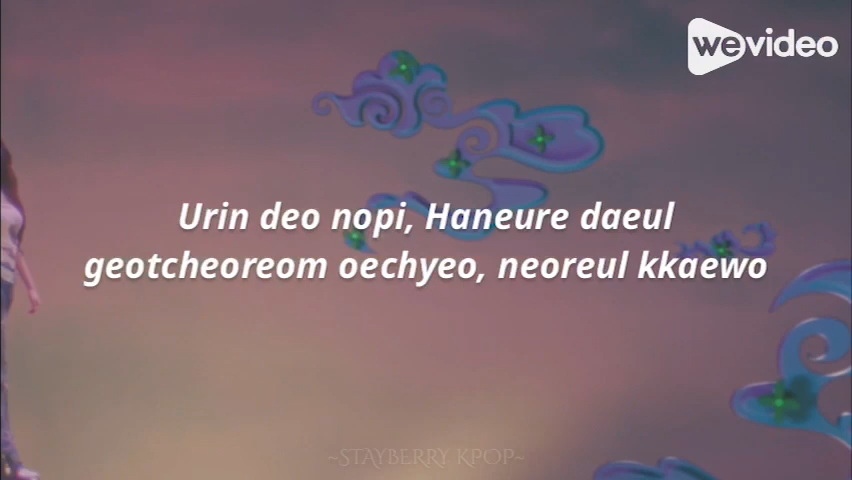 wevideo
Urin deo nopi, Haneure daeul
geotcheoreom oechyeo, neoreul kkaewo
~STAYBERRY KPOP~